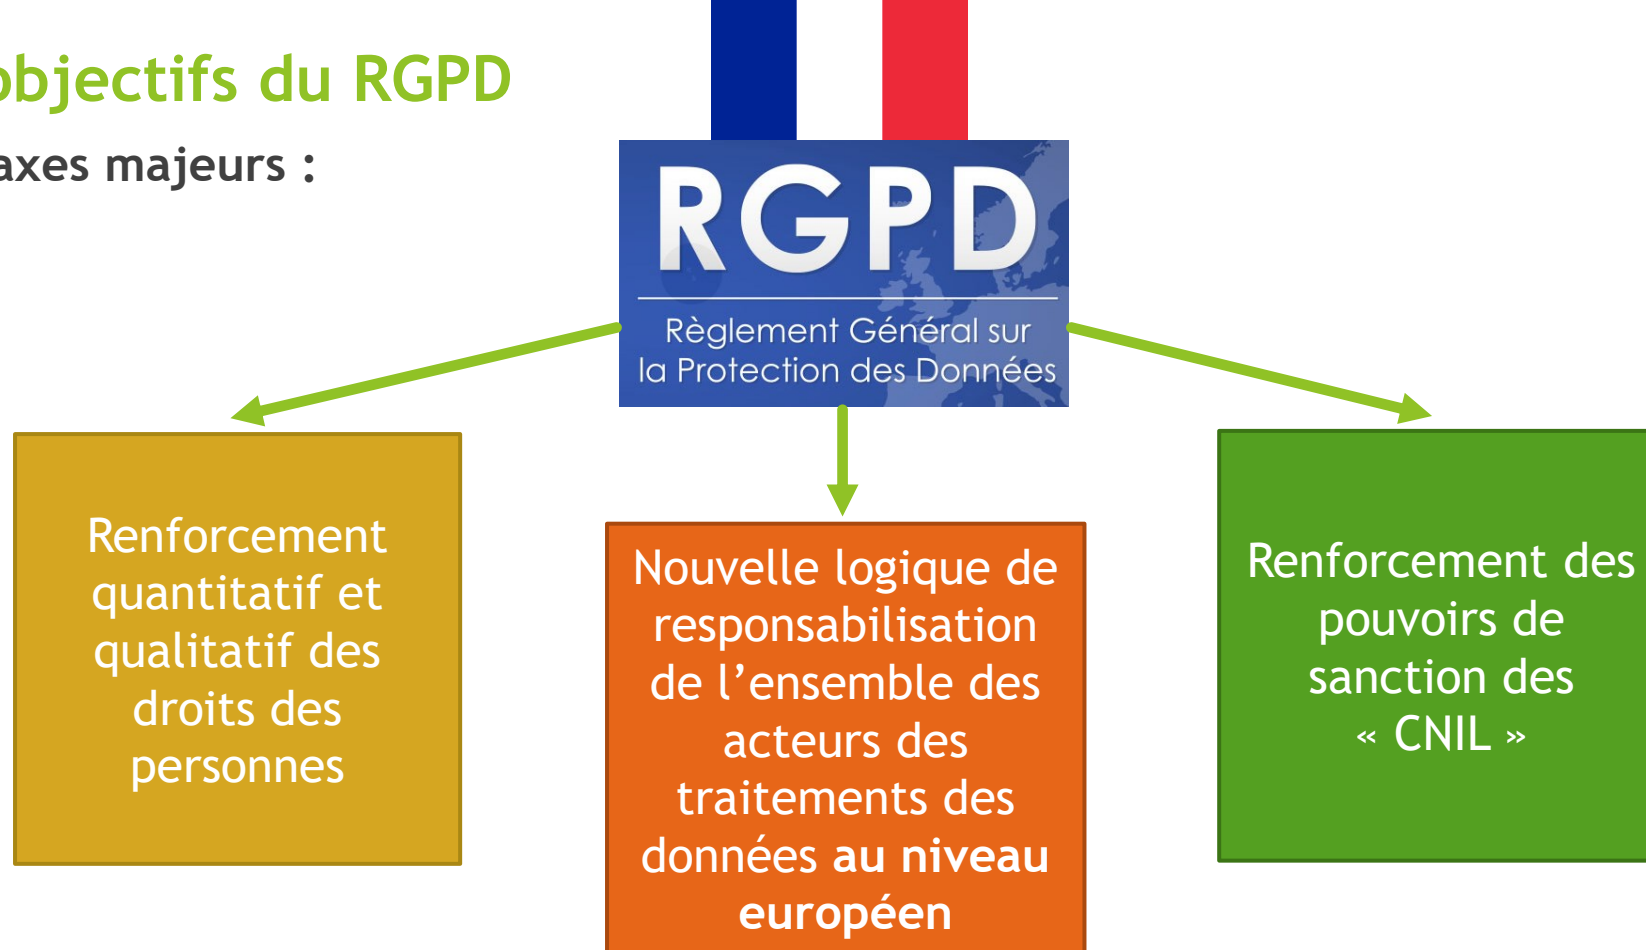 objectifs du RGPD
axes majeurs :
RGPD
Règlement Général sur
la Protection des Données
Renforcement
quantitatif et
qualitatif des
droits des
personnes
Nouvelle logique de
responsabilisation
de l’ensemble des
acteurs des
traitements des
données au niveau
européen
Renforcement des
pouvoirs de
sanction des
« CNIL »